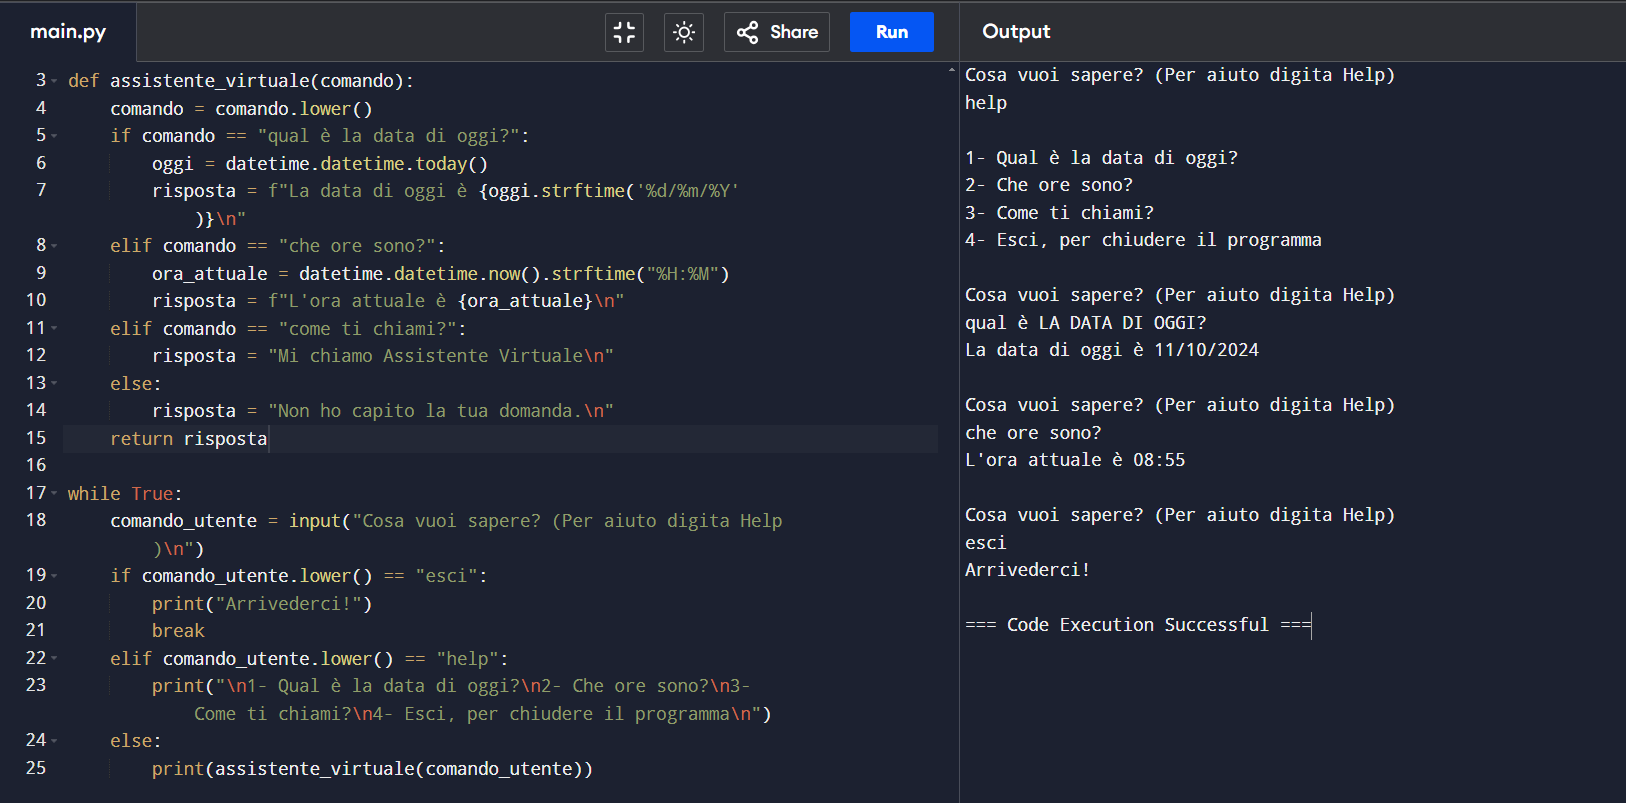 main.py
Share
Run
Output
3 def assistente_virtuale(comando):
4     comando = comando.lower()
5     if comando == "qual è la data di oggi?":
6         oggi = datetime.datetime.today()
7         risposta = f"La data di oggi è {oggi.strftime('%d/%m/%Y'
)}\n"
8     elif comando == "che ore sono?":
9         ora_attuale = datetime.datetime.now().strftime("%H:%M")
10         risposta = f"L'ora attuale è {ora_attuale}\n"
11     elif comando == "come ti chiami?":
12         risposta = "Mi chiamo Assistente Virtuale\n"
13     else:
14         risposta = "Non ho capito la tua domanda.\n"
15     return risposta
16
17 while True:
18     comando_utente = input("Cosa vuoi sapere? (Per aiuto digita Help
)\n")
19     if comando_utente.lower() == "esci":
20         print("Arrivederci!")
21         break
22     elif comando_utente.lower() == "help":
23         print("\n1- Qual è la data di oggi?\n2- Che ore sono?\n3-
Come ti chiami?\n4- Esci, per chiudere il programma\n")
24     else:
25         print(assistente_virtuale(comando_utente))
Cosa vuoi sapere? (Per aiuto digita Help)
help
1- Qual è la data di oggi?
2- Che ore sono?
3- Come ti chiami?
4- Esci, per chiudere il programma
Cosa vuoi sapere? (Per aiuto digita Help)
qual è LA DATA DI OGGI?
La data di oggi è 11/10/2024
Cosa vuoi sapere? (Per aiuto digita Help)
che ore sono?
L'ora attuale è 08:55
Cosa vuoi sapere? (Per aiuto digita Help)
esci
Arrivederci!
=== Code Execution Successful ===